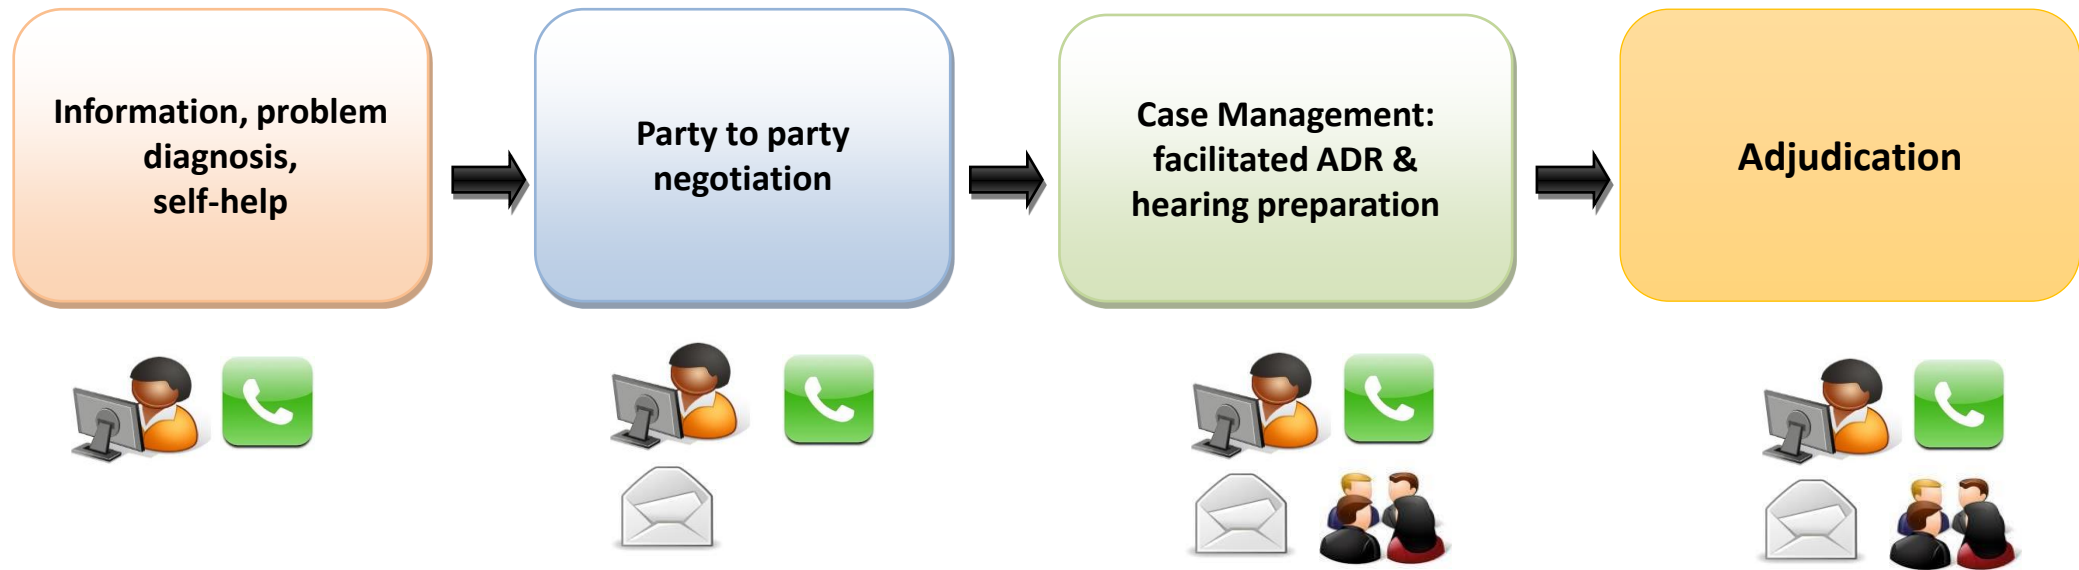 Information, problem
diagnosis,
self-help
Party to party
negotiation
Case Management:
facilitated ADR &
hearing preparation
Adjudication